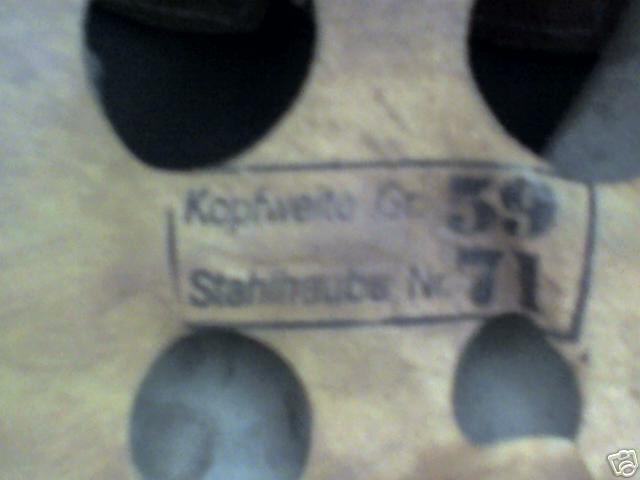 Kopfweite Gr. 59
Stahlhaube Nr. 71